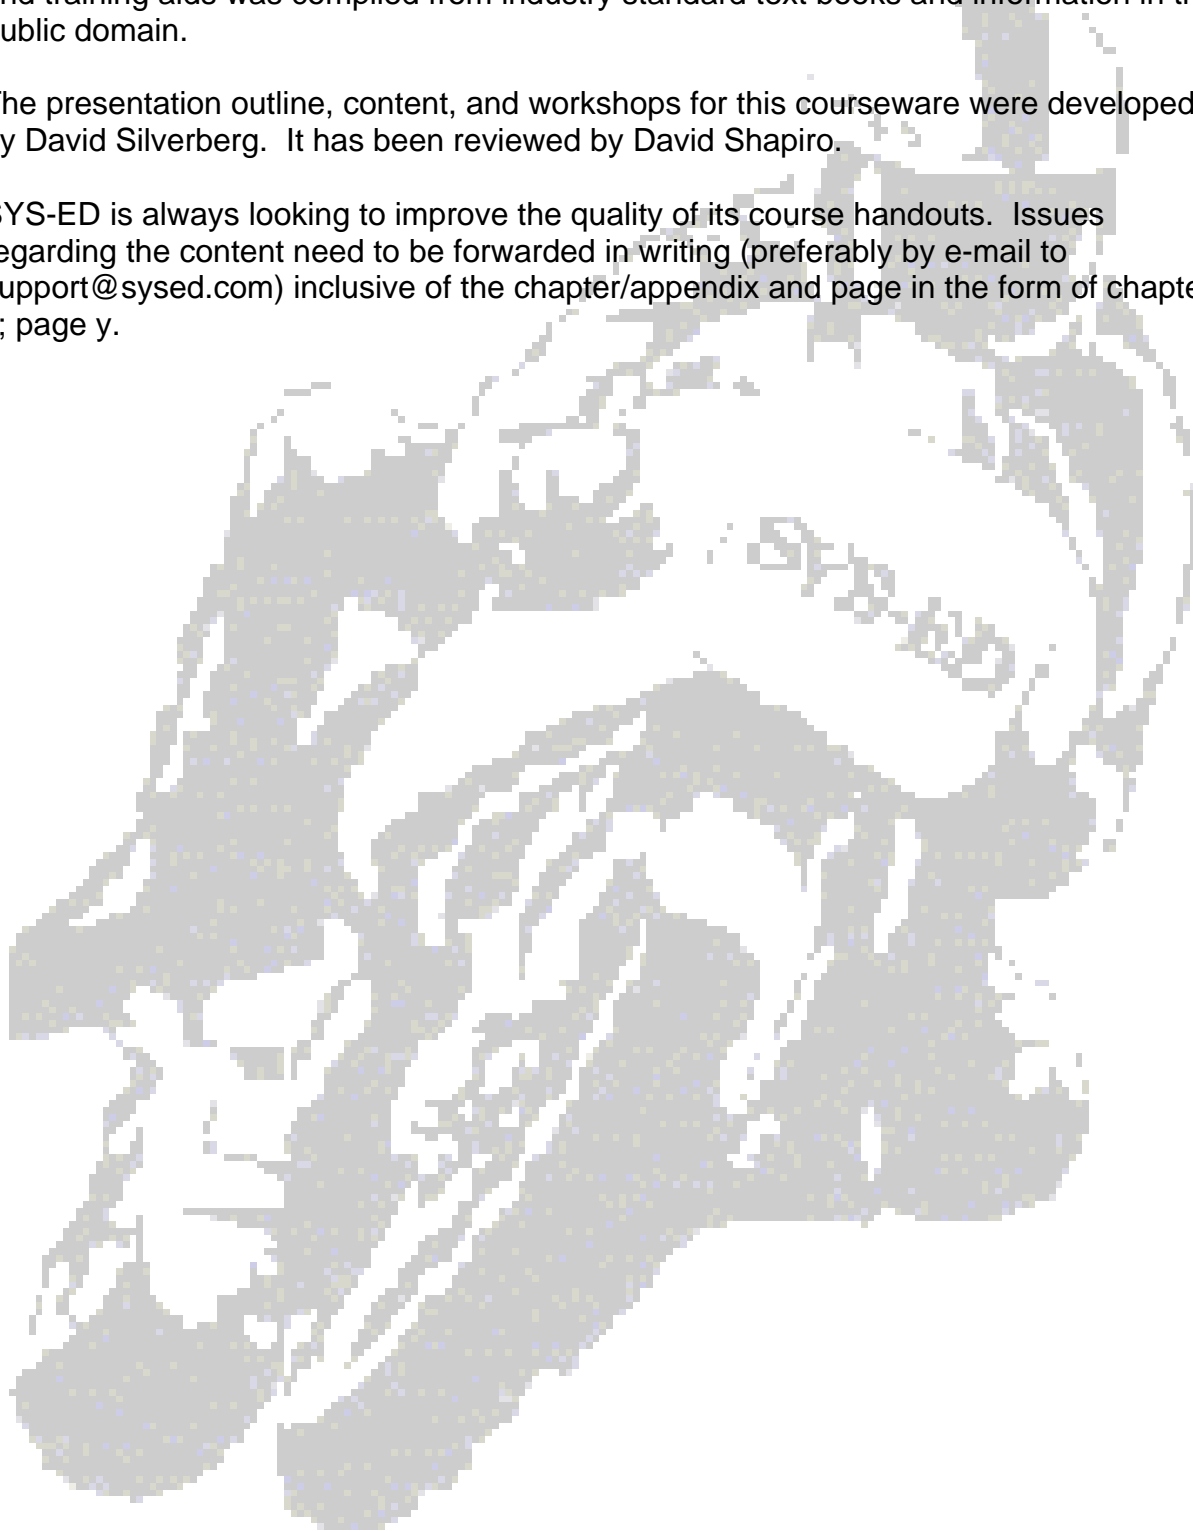 nd training aids was compiled from industry standard text books and information in th
ublic domain.
The presentation outline, content, and workshops for this courseware were developed
y David Silverberg. It has been reviewed by David Shapiro.
SYS-ED is always looking to improve the quality of its course handouts. Issues
egarding the content need to be forwarded in writing (preferably by e-mail to
upport@sysed.com) inclusive of the chapter/appendix and page in the form of chapte
; page y.
SYS-ED